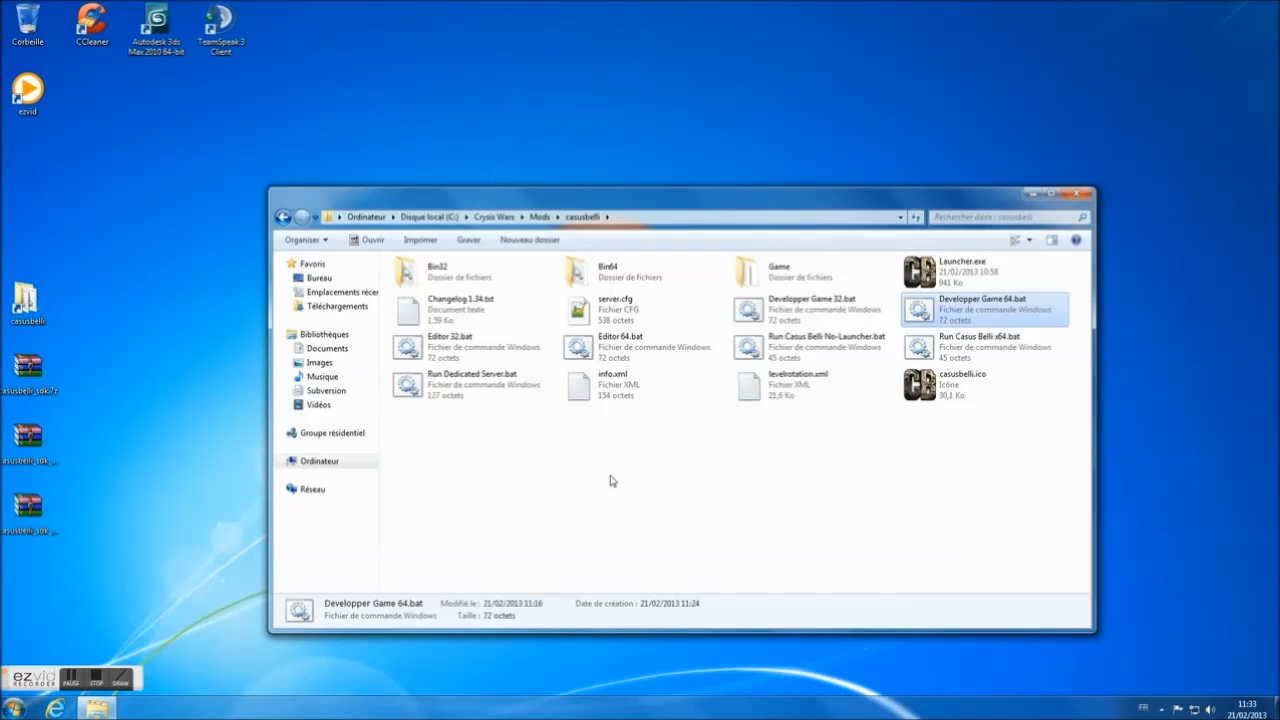 Corbeille
CCleaner
Autodesk 3ds
Max 2010 64-bit
TeamSpeak 3
Client
ezvid
casusbelli
casusbelli_sdk.7z
casusbelli_sdk_...
casusbelli_sdk_...
Ordinateur
Disque local (C:)
Crysis Wars
Mods
casusbelli
Rechercher dans : casusbelli
Organiser
Ouvrir
Imprimer
Graver
Nouveau dossier
Favoris
Bureau
Emplacements récen
Téléchargements
Bibliothèques
Documents
Images
Musique
Subversion
Vidéos
Groupe résidentiel
Ordinateur
Réseau
Bin32
Dossier de fichiers
Bin64
Dossier de fichiers
Game
Dossier de fichiers
Launcher.exe
21/02/2013 10:58
941 Ko
Changelog 1.34.txt
Document texte
1,59 Ko
server.cfg
Fichier CFG
538 octets
Developper Game 32.bat
Fichier de commande Windows
72 octets
Developper Game 64.bat
Fichier de commande Windows
72 octets
Editor 32.bat
Fichier de commande Windows
72 octets
Editor 64.bat
Fichier de commande Windows
72 octets
Run Casus Belli No-Launcher.bat
Fichier de commande Windows
45 octets
Run Casus Belli x64.bat
Fichier de commande Windows
45 octets
Run Dedicated Server.bat
Fichier de commande Windows
127 octets
info.xml
Fichier XML
154 octets
levelrotation.xml
Fichier XML
21,6 Ko
casusbelli.ico
Icône
30,1 Ko
Developper Game 64.bat
Modifié le : 21/02/2013 11:16
Date de création : 21/02/2013 11:24
Fichier de commande Windows
Taille : 72 octets
ezvid
RECORDER
PAUSE
STOP
DRAW
FR
11:33
21/02/2013